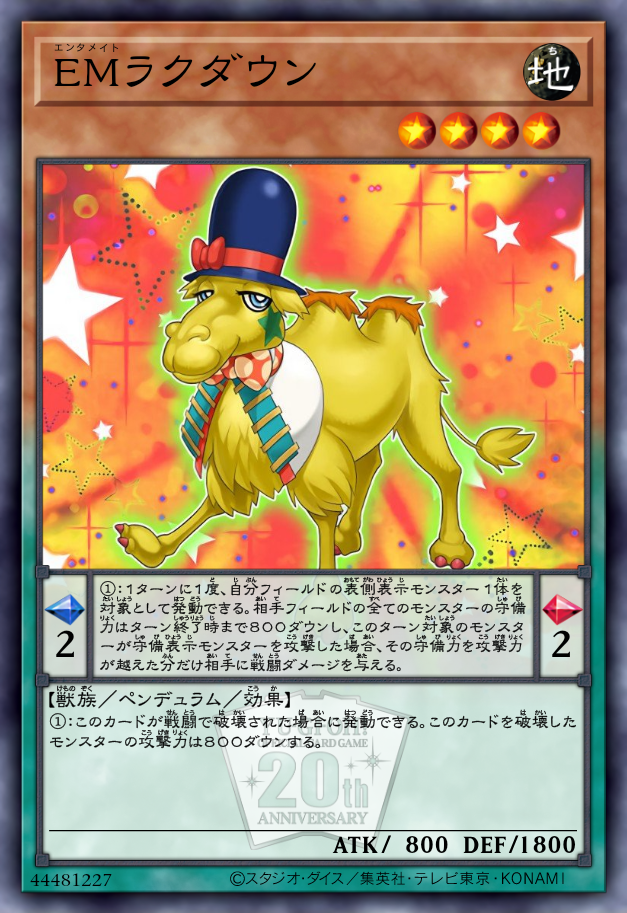 エンタメイト
EMラクダウン
ち
地
①:1ターンに1度、自分フィールドの表側表示モンスター1体を
対象として発動できる。相手フィールドの全てのモンスターの守備
力はターン終了時まで800ダウンし、このターン対象のモンスタ
ーが守備表示モンスターを攻撃した場合、その守備力を攻撃力
が越えた分だけ相手に戦闘ダメージを与える。
2
2
【獣族／ペンデュラム／効果】
①:このカードが戦闘で破壊された場合に発動できる。このカードを破壊した
モンスターの攻撃力は800ダウンする。
YU-GI-OH!
CARD GAME
20th
ANNIVERSARY
ATK/ 800 DEF/1800
44481227
©スタジオ・ダイス／集英社・テレビ東京・KONAMI